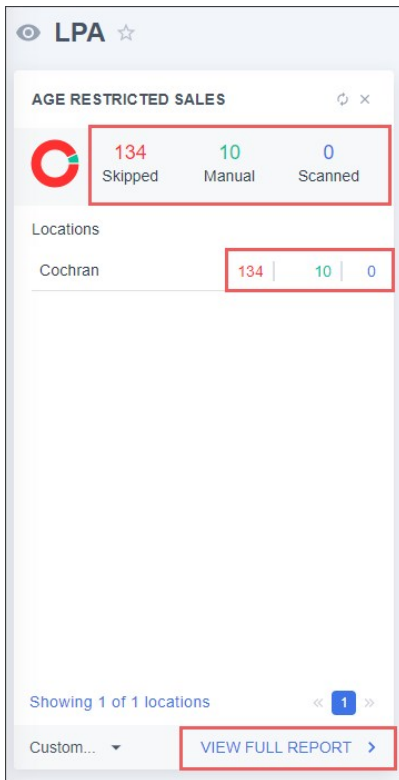 LPA
AGE RESTRICTED SALES
134 10 0
Skipped Manual Scanned
Locations
Cochran 134 10 0
Showing 1 of 1 locations « 1 »
Custom... VIEW FULL REPORT >